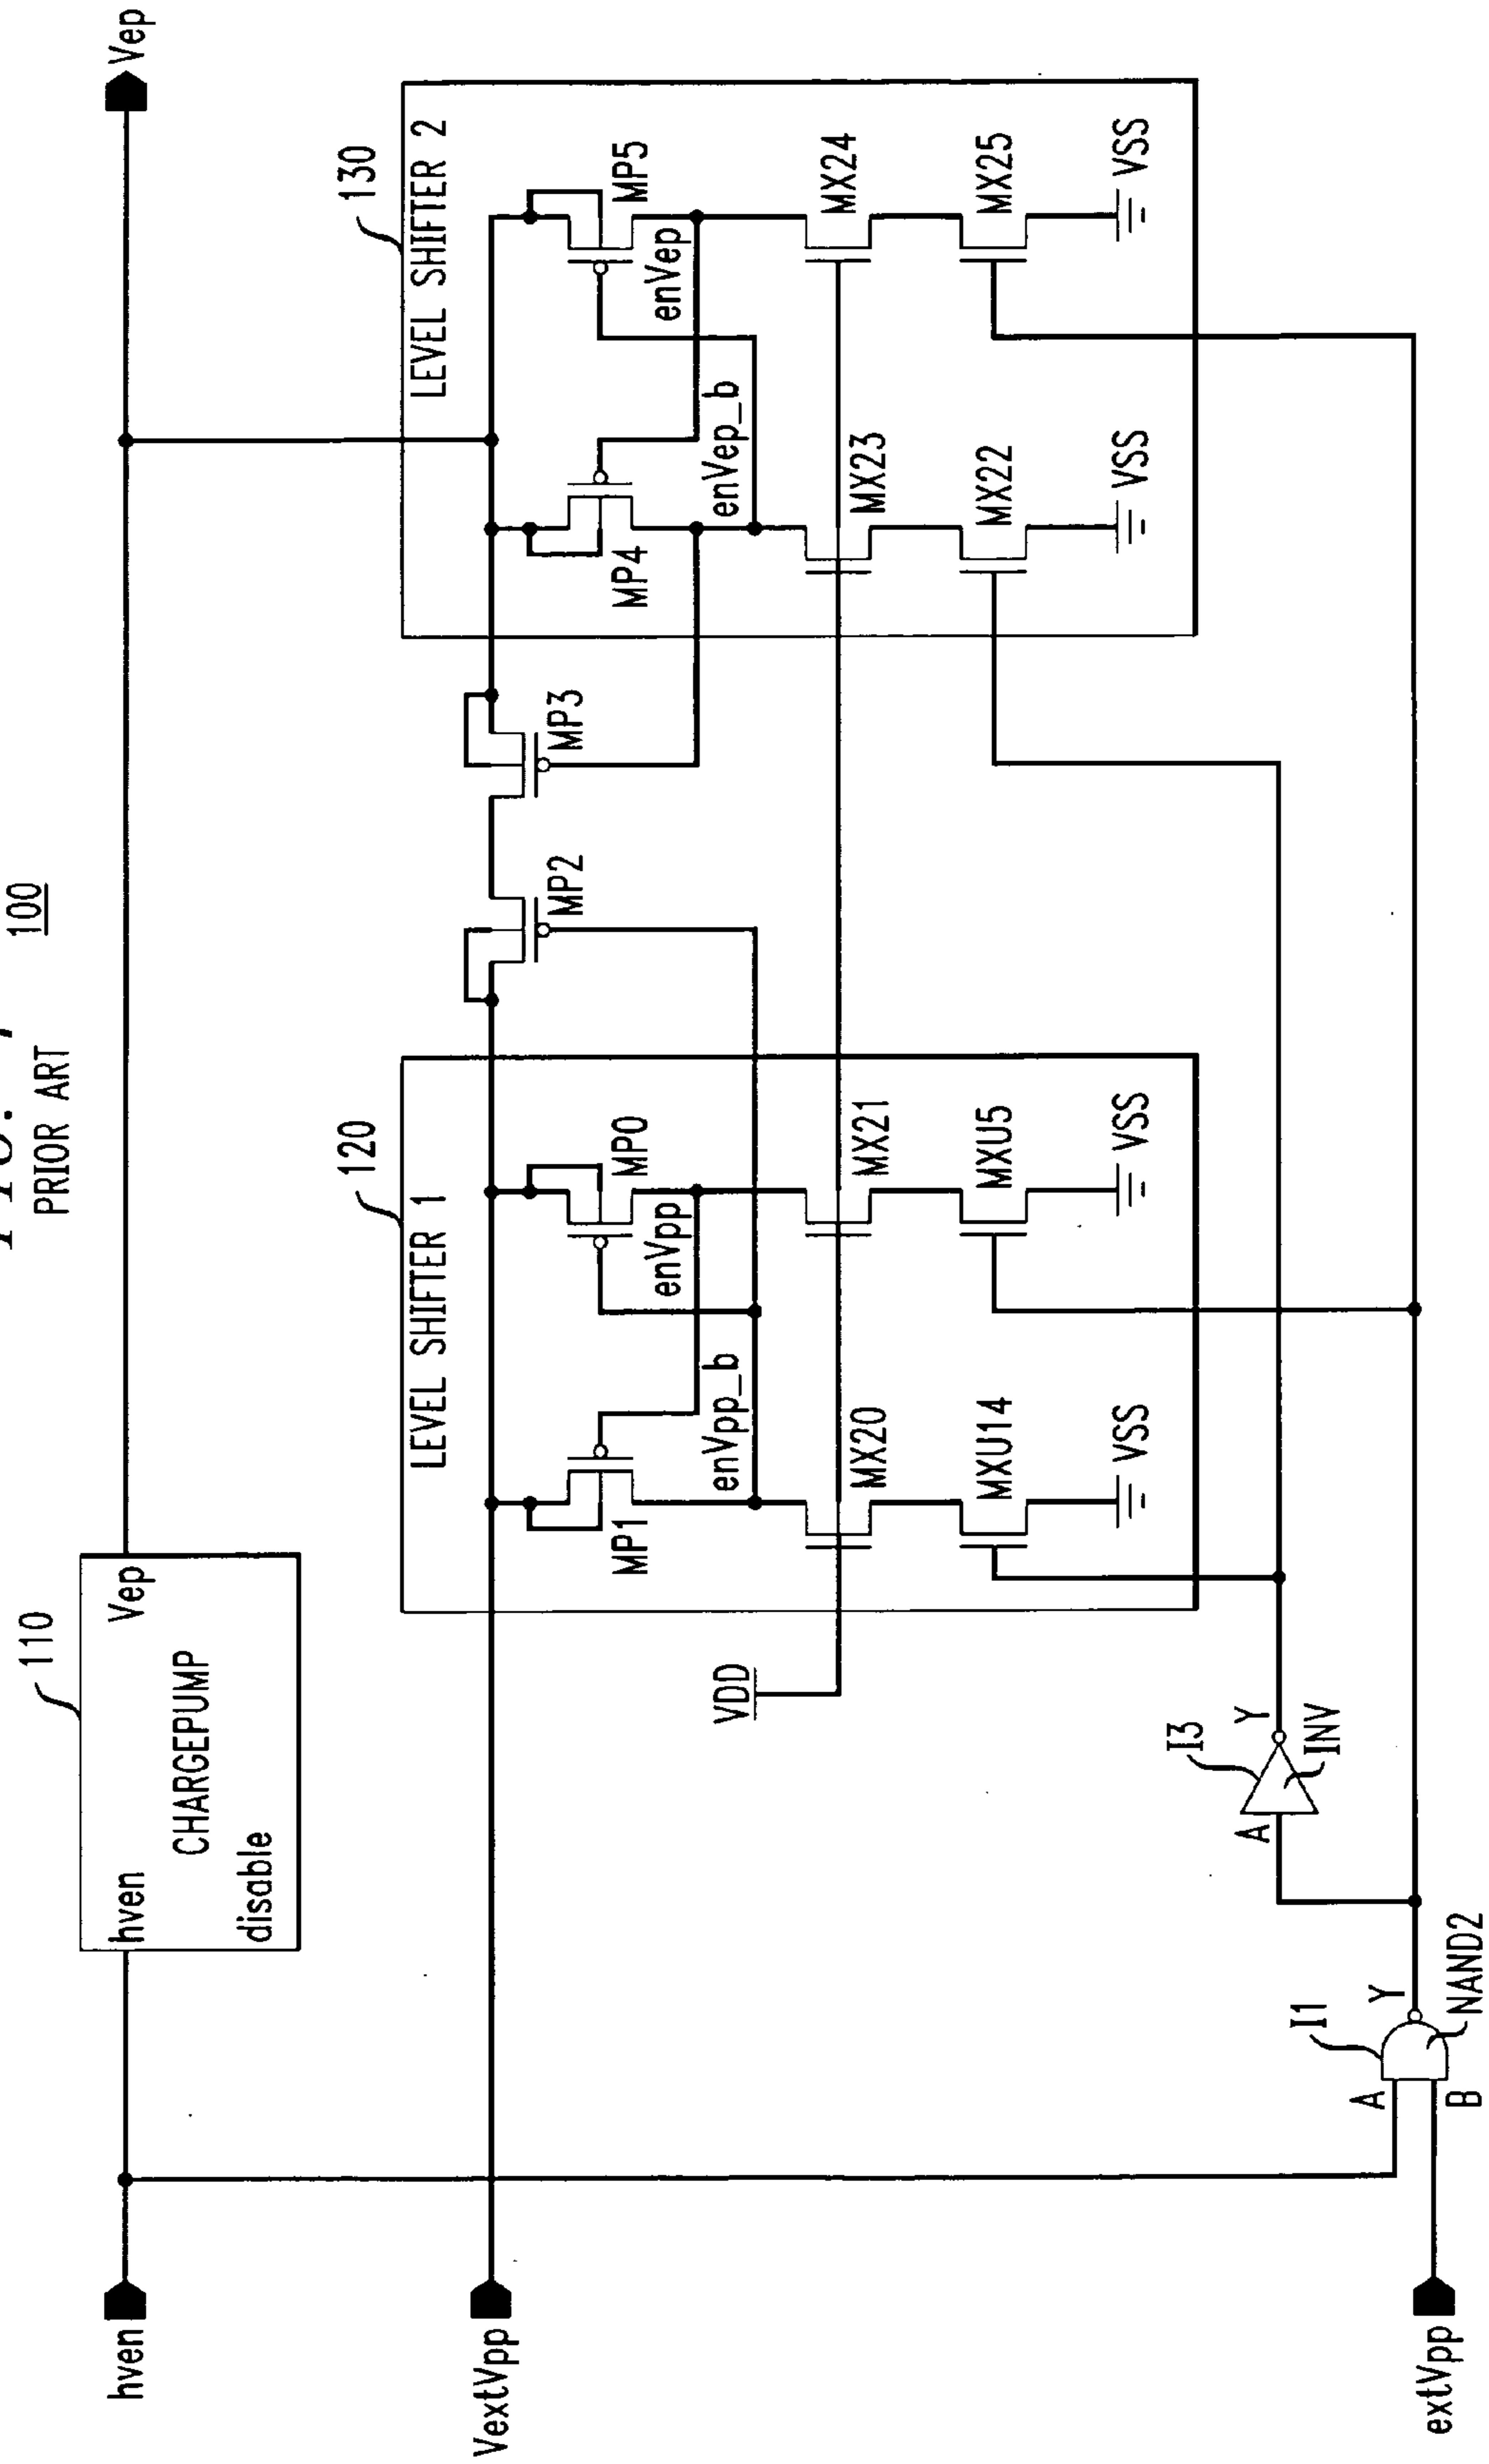 PRIOR ART
100
hven
Vep
110
hven
Vep
CHARGEPUMP
disable
VextVpp
120
LEVEL SHIFTER 1
MP1
MP0
enVpp
enVpp_b
MX20
MX21
MXU14
MXU5
VSS
VSS
VDD
MP2
MP3
130
LEVEL SHIFTER 2
MP4
MP5
enVep
enVep_b
MX23
MX24
MX22
MX25
VSS
VSS
I3
A
Y
INV
I1
A
B
Y
NAND2
extVpp